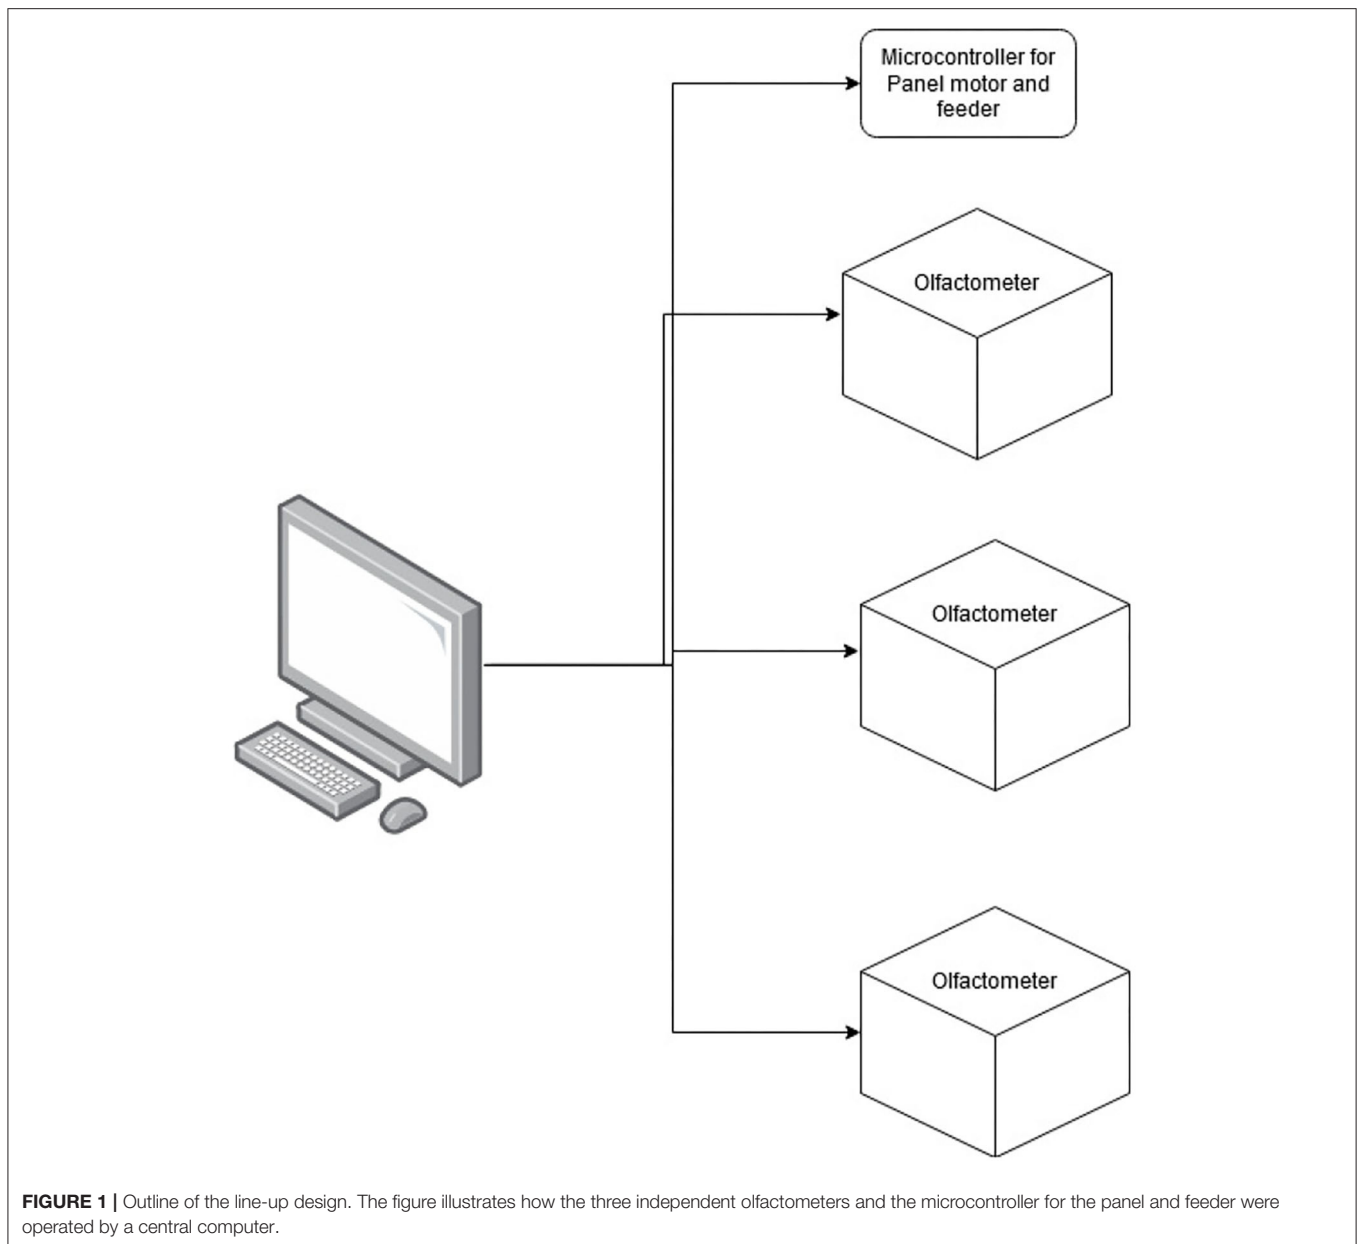 Microcontroller for
Panel motor and
feeder
Olfactometer
Olfactometer
Olfactometer
FIGURE 1 | Outline of the line-up design. The figure illustrates how the three independent olfactometers and the microcontroller for the panel and feeder were
operated by a central computer.